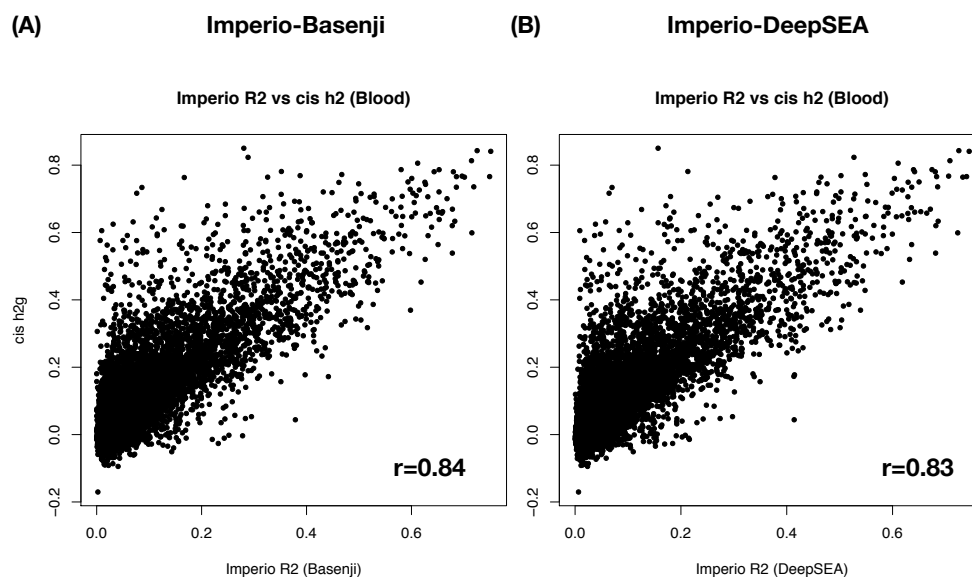 (A) Imperio-Basenji
Imperio R2 vs cis h2 (Blood)
cis h2g
0.8
0.6
0.4
0.2
0.0
−0.2
r=0.84
0.0 0.2 0.4 0.6
Imperio R2 (Basenji)
(B) Imperio-DeepSEA
Imperio R2 vs cis h2 (Blood)
0.8
0.6
0.4
0.2
0.0
−0.2
r=0.83
0.0 0.2 0.4 0.6
Imperio R2 (DeepSEA)